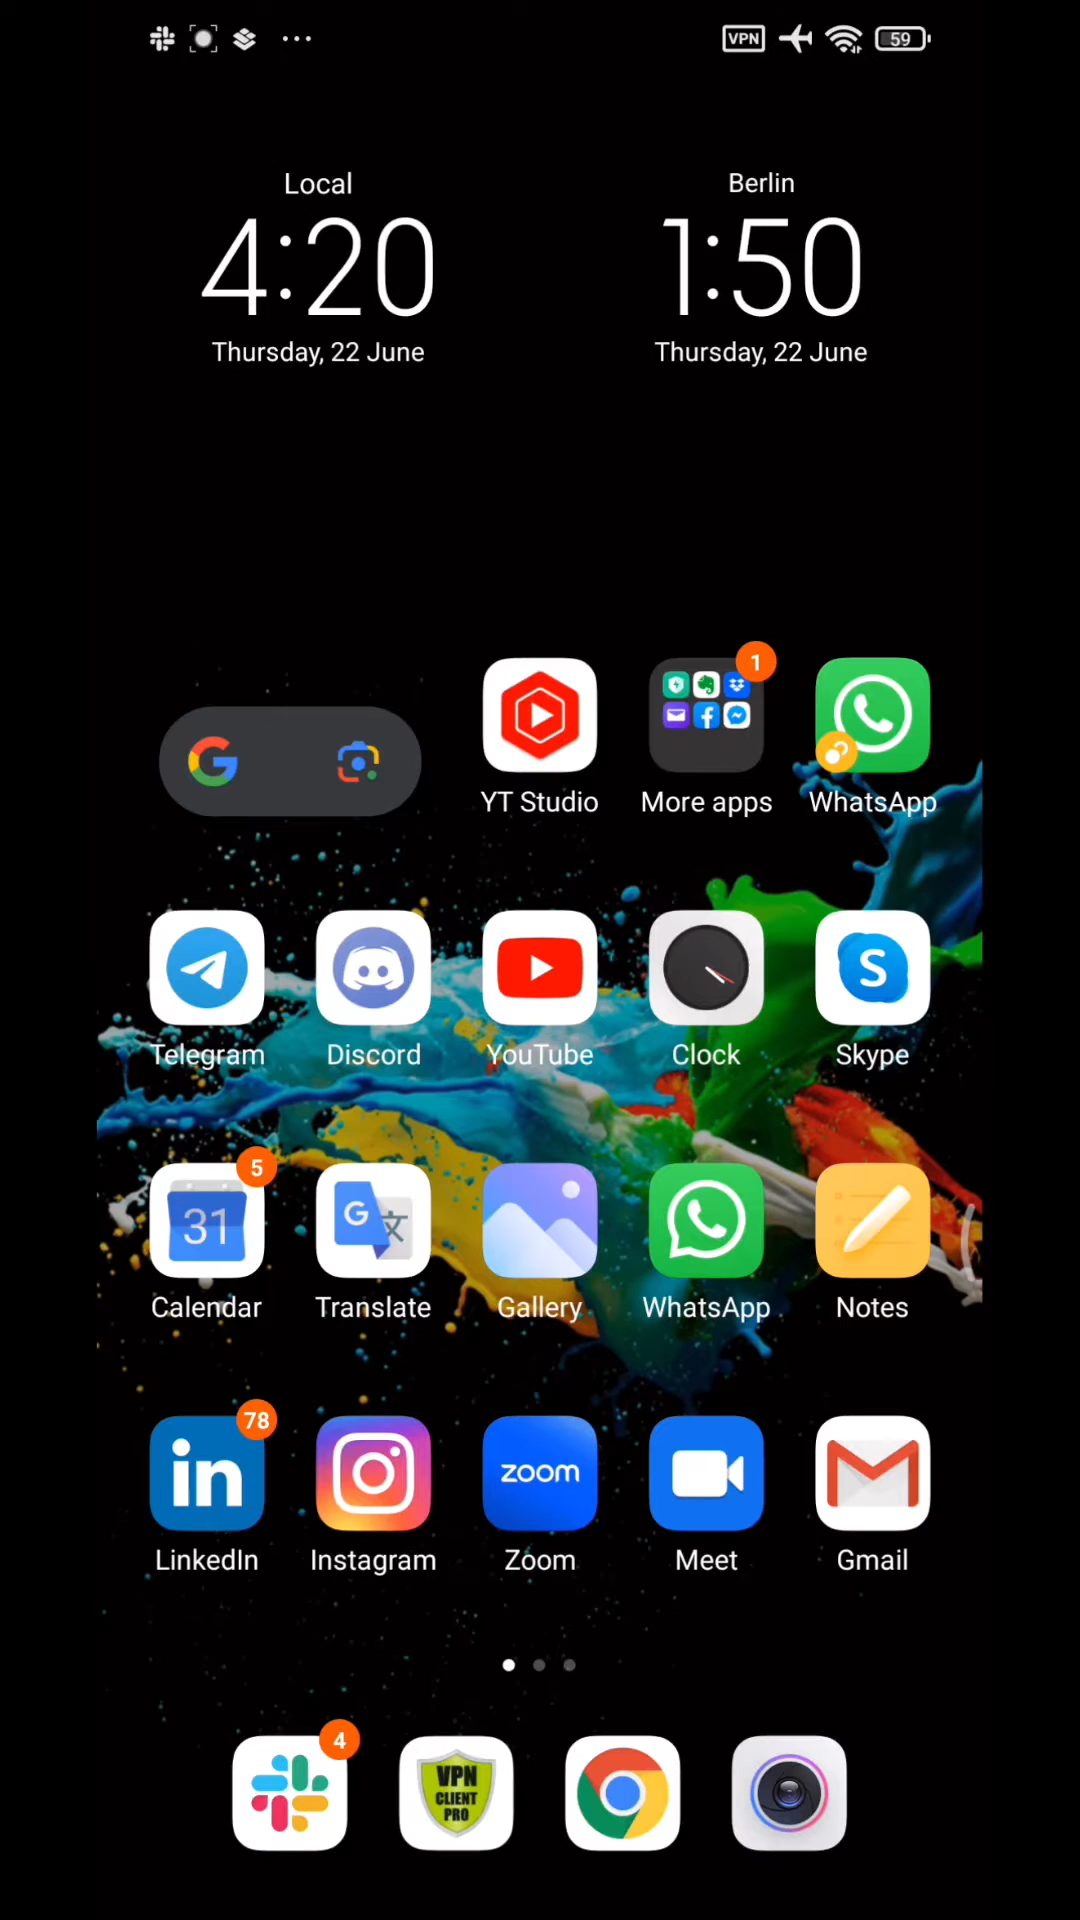 VPN 59
Local Berlin
4:20 1:50
Thursday, 22 June Thursday, 22 June
1
YT Studio More apps WhatsApp
S
Telegram Discord YouTube Clock Skype
5
31 G 文
Calendar Translate Gallery WhatsApp Notes
78
in zoom
LinkedIn Instagram Zoom Meet Gmail
4
VPN
CLIENT
PRO